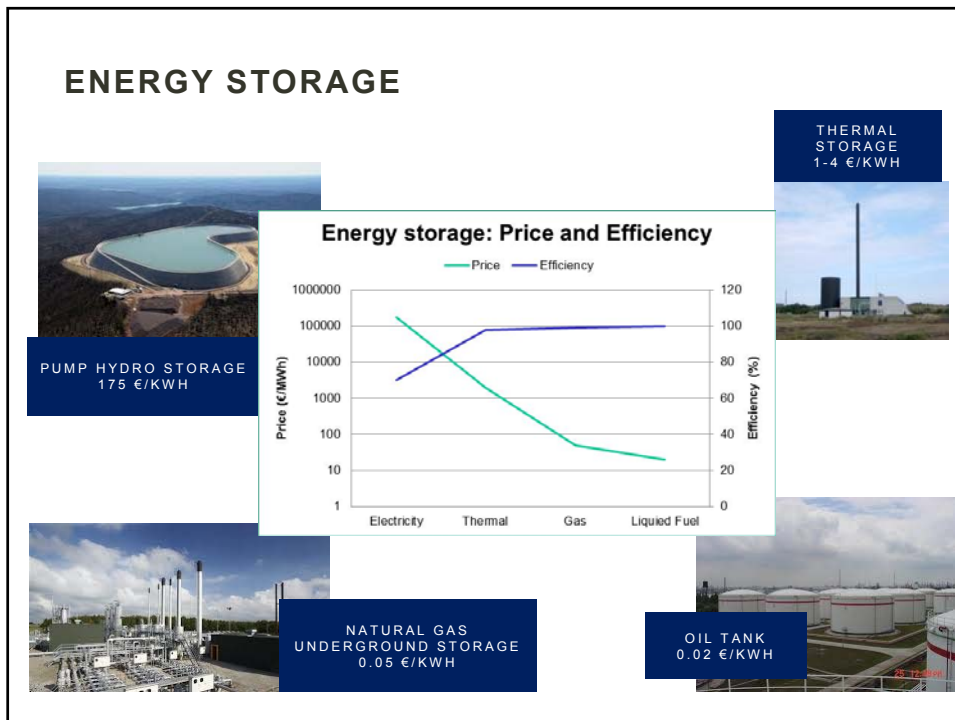 ENERGY STORAGE
THERMAL
STORAGE
1-4 €/KWH
PUMP HYDRO STORAGE
175 €/KWH
Energy storage: Price and Efficiency
Price
Efficiency
1000000
100000
10000
1000
100
10
1
Price (€/MWh)
120
100
80
60
40
20
0
Efficiency (%)
Electricity
Thermal
Gas
Liquied Fuel
NATURAL GAS
UNDERGROUND STORAGE
0.05 €/KWH
OIL TANK
0.02 €/KWH